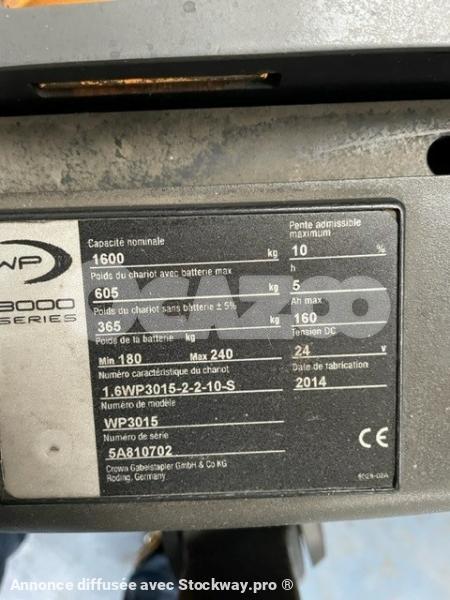 WP
3000
SERIES
Capacité nominale
1600 kg
Pente admissible
maximum
10 %
Poids du chariot avec batterie max
605 kg
h
5
Poids du chariot sans batterie ± 5%
365 kg
Ah max
160
Poids de la batterie
Min 180 Max 240
Tension DC
24 V
Numéro caractéristique du chariot
1.6WP3015-2-2-10-S
Date de fabrication
2014
Numéro de modèle
WP3015
Numéro de série
5A810702
CE
Crown Gabelstapler GmbH & Co KG
Roding, Germany
OCAZOO
Annonce diffusée avec Stockway.pro ®